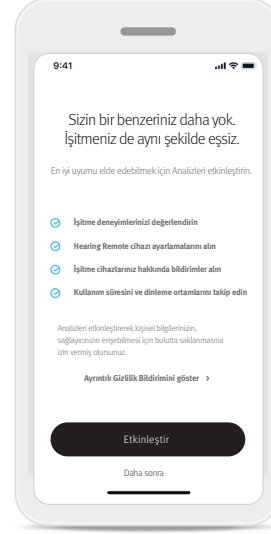 9:41
Sizin bir benzeriniz daha yok.
İşitmeniz de aynı şekilde eşsiz.
En iyi uyumu elde edebilmek için Analizleri etkinleştirin.
İşitme deneyimlerinizi değerlendirin
Hearing Remote cihazı ayarlamalarını alın
İşitme cihazlarınız hakkında bildirimler alın
Kullanım süresini ve dinleme ortamlarını takip edin
Analizleri etkinleştirerek kişisel bilgilerinizin,
sağlayıcınızın erişebilmesi için bulutta saklanmasına
izin vermiş olursunuz.
Ayrıntılı Gizlilik Bildirimini göster
Etkinleştir
Daha sonra